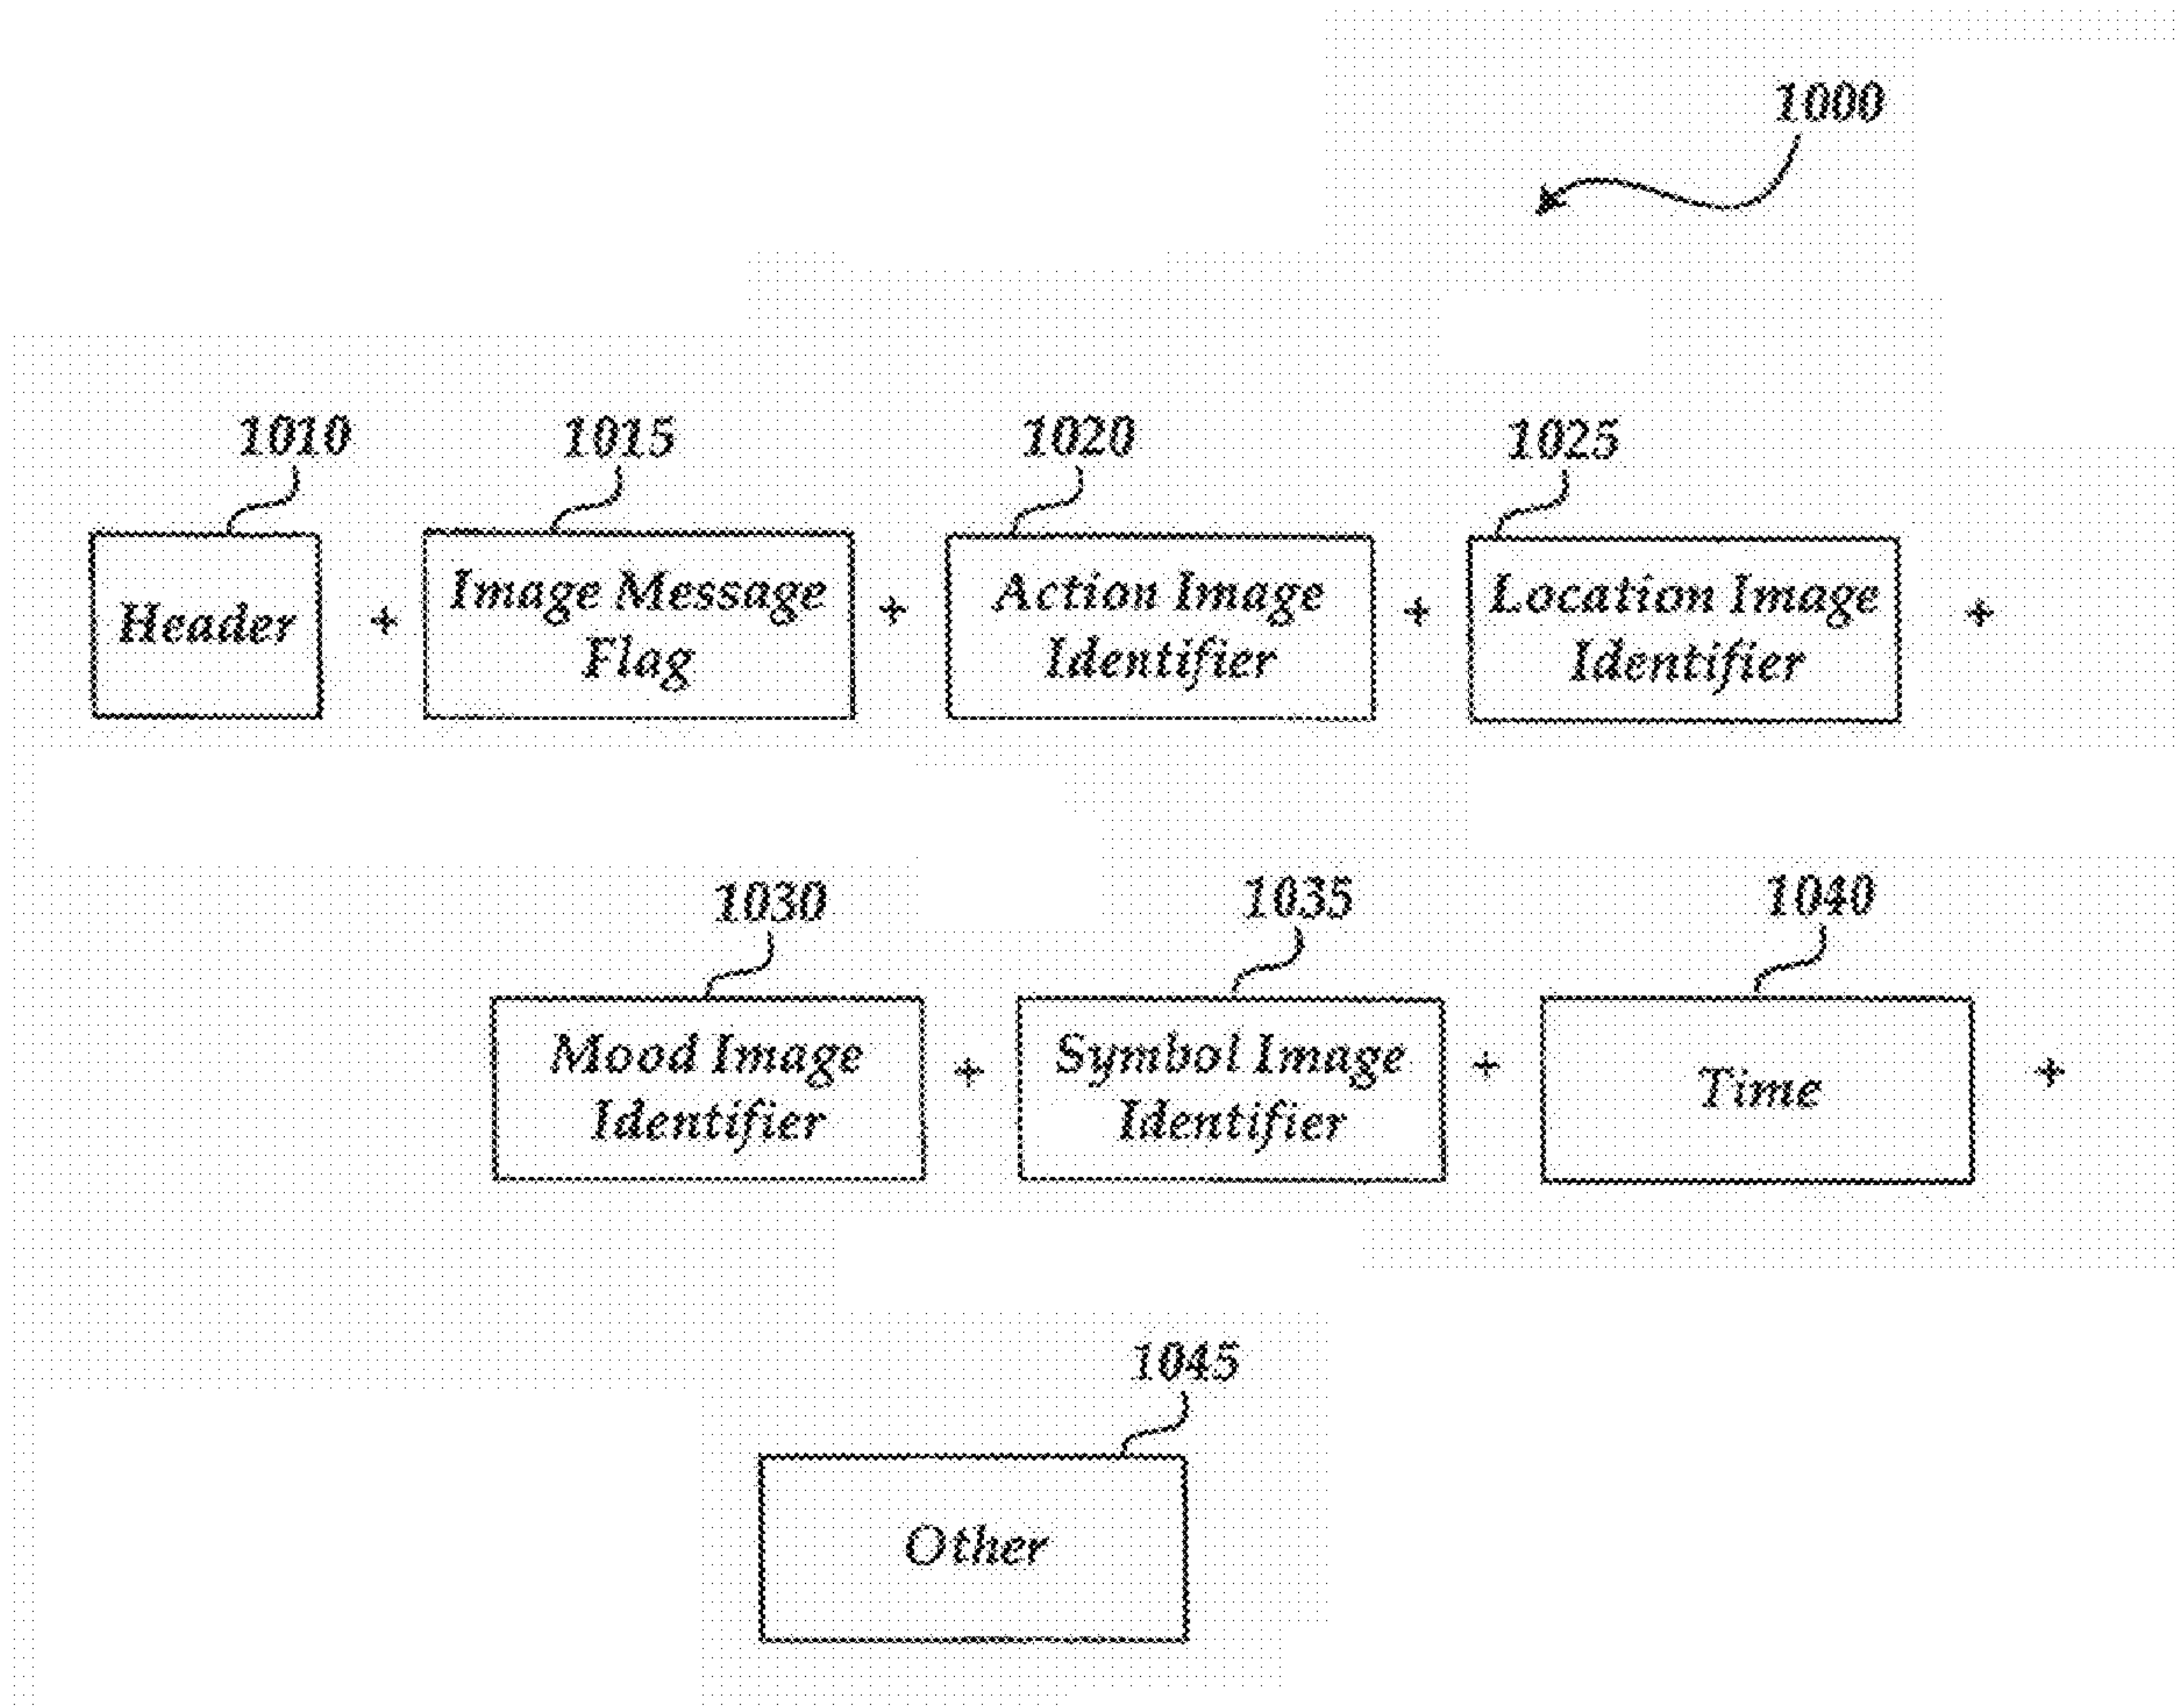 1000
1010 1015 1020 1025
Header + Image Message Flag + Action Image Identifier + Location Image Identifier +
1030 1035 1040
Mood Image Identifier + Symbol Image Identifier + Time +
1045
Other